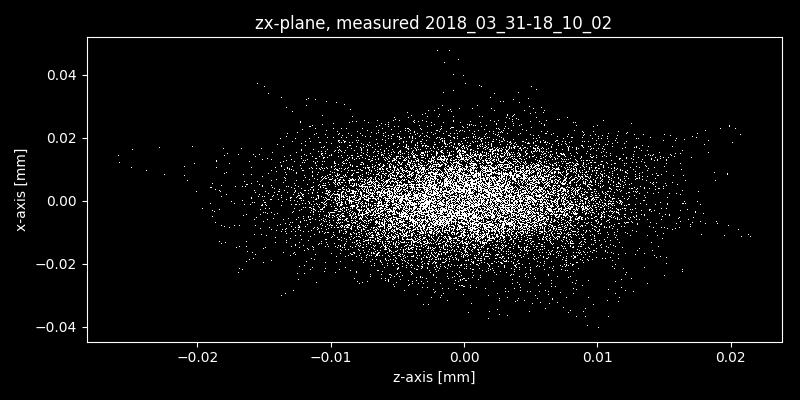 zx-plane, measured 2018_03_31-18_10_02
0.04
0.02
0.00
−0.02
−0.04
x-axis [mm]
−0.02 −0.01 0.00 0.01 0.02
z-axis [mm]